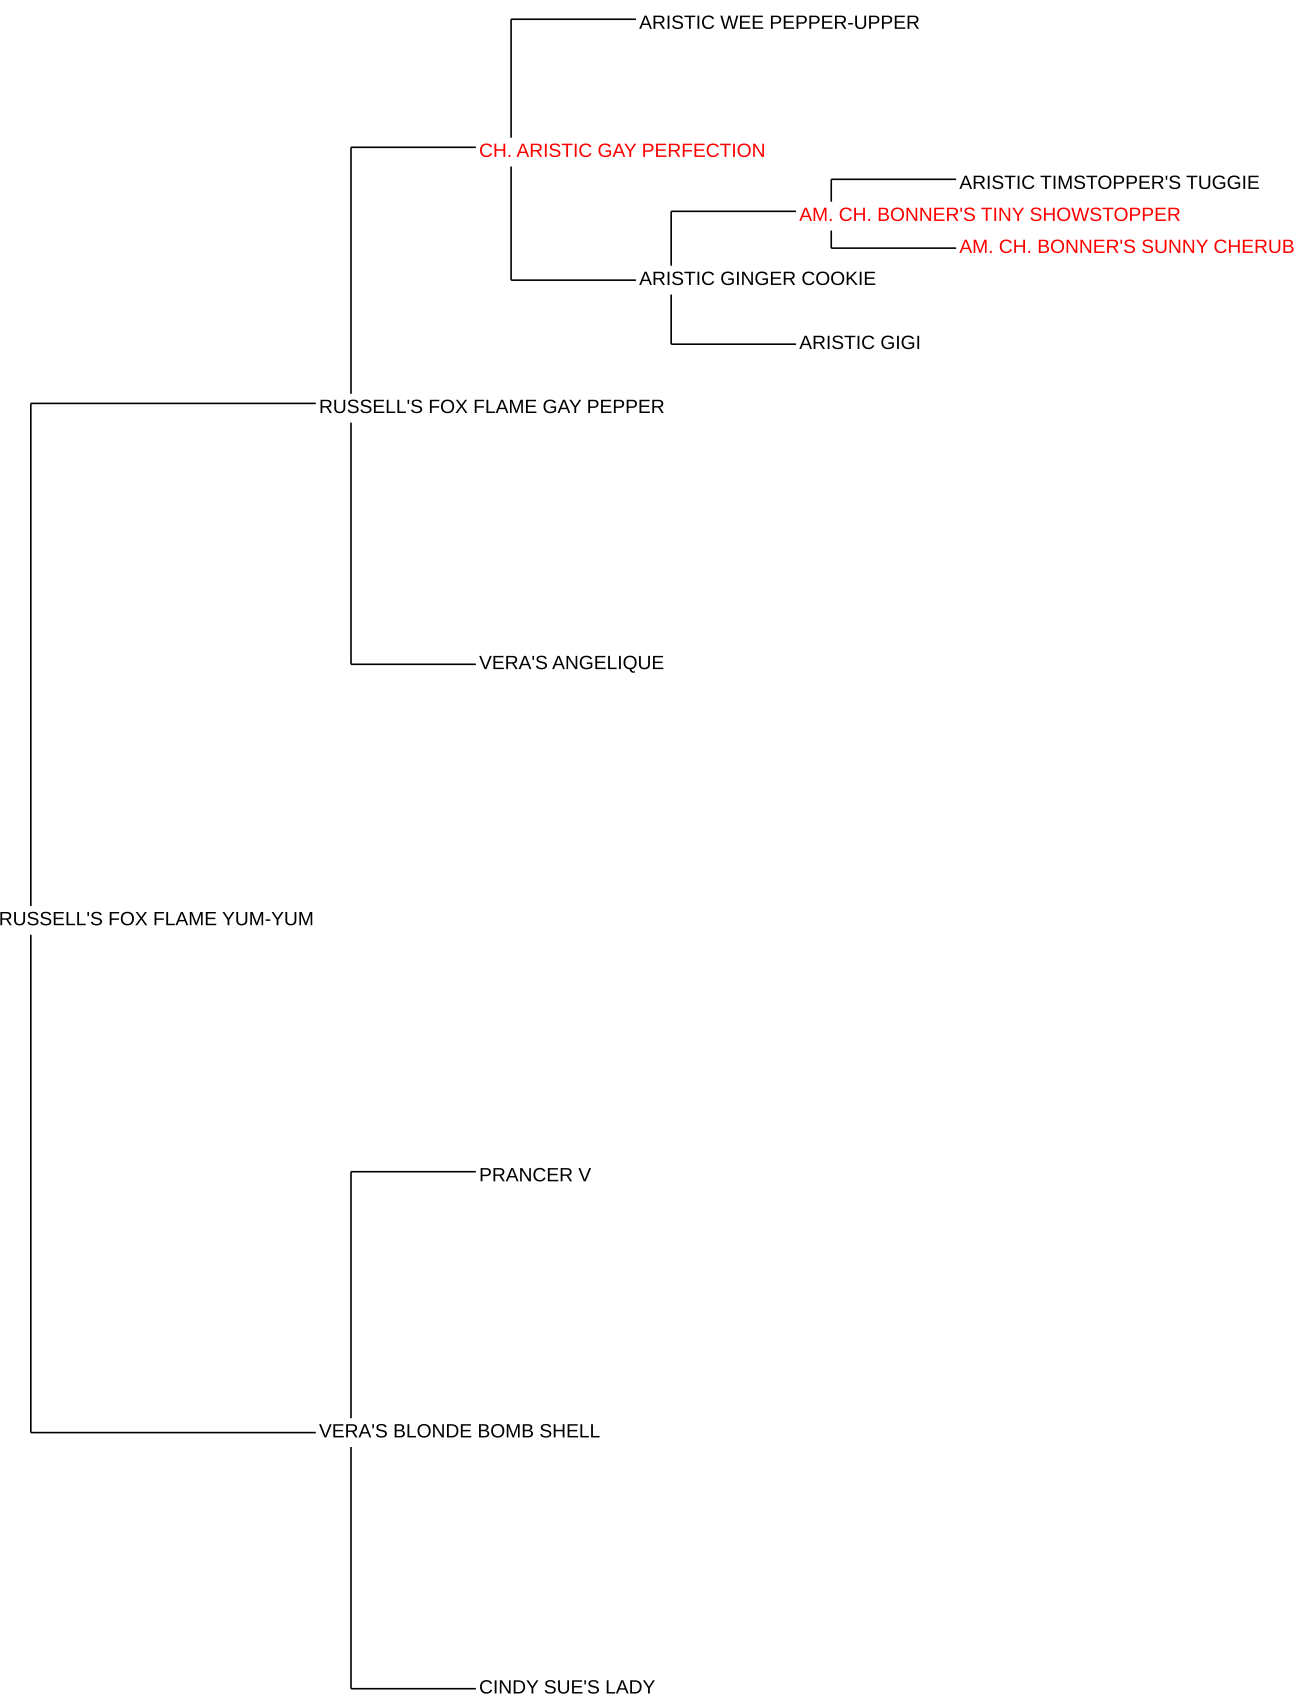 ARISTIC WEE PEPPER-UPPER
CH. ARISTIC GAY PERFECTION
ARISTIC TIMSTOPPER'S TUGGIE
AM. CH. BONNER'S TINY SHOWSTOPPER
AM. CH. BONNER'S SUNNY CHERUB
ARISTIC GINGER COOKIE
ARISTIC GIGI
RUSSELL'S FOX FLAME GAY PEPPER
VERA'S ANGELIQUE
RUSSELL'S FOX FLAME YUM-YUM
PRANCER V
VERA'S BLONDE BOMB SHELL
CINDY SUE'S LADY